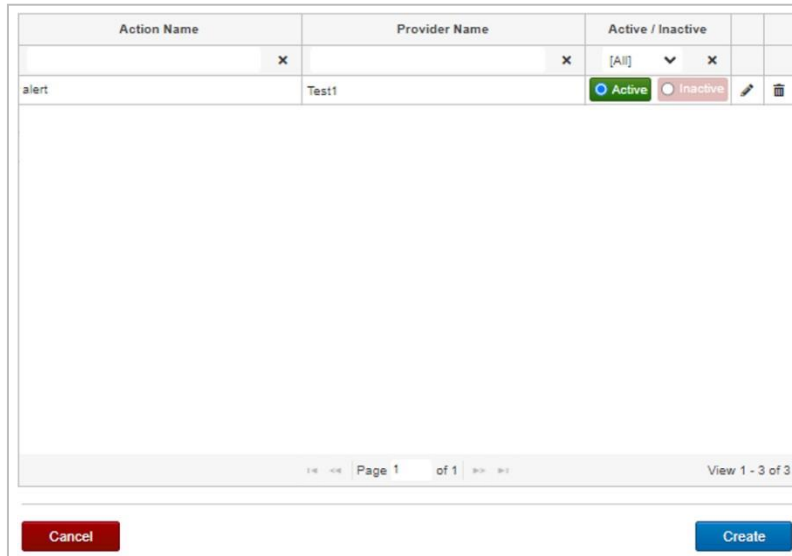 Action Name Provider Name Active / Inactive
[All]
alert Test1 Active Inactive
Page 1 of 1 View 1 - 3 of 3
Cancel Create